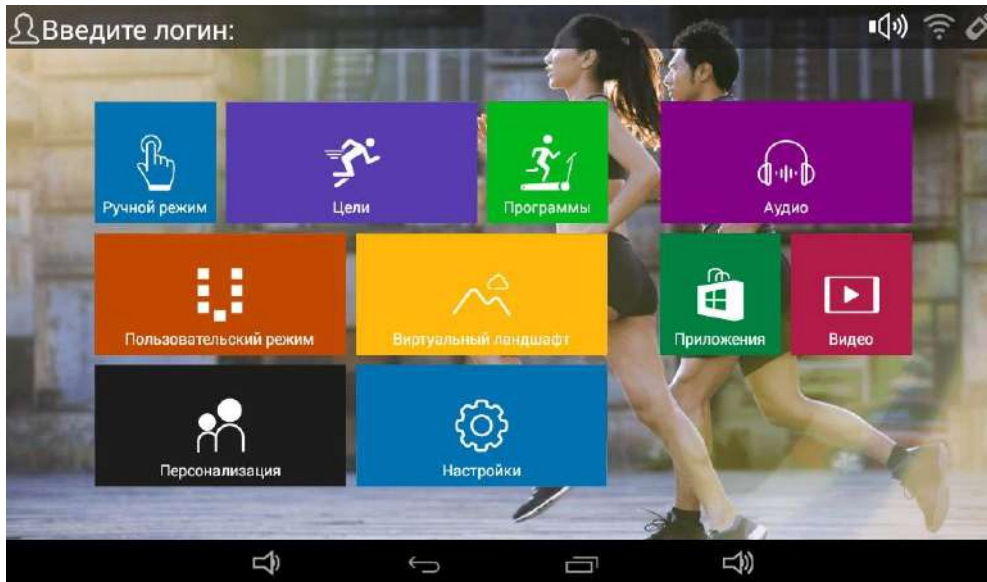 Введите логин:
Ручной режим
Цели
Программы
Аудио
Пользовательский режим
Виртуальный ландшафт
Приложения
Видео
Персонализация
Настройки